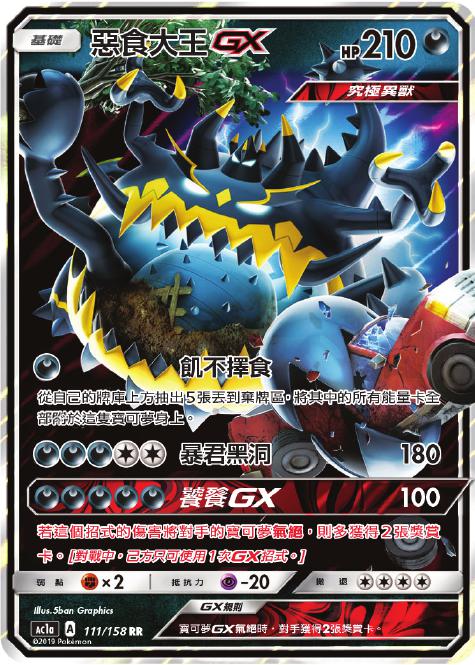 基礎 惡食大王GX HP210
究極異獸
飢不擇食
從自己的牌庫上方抽出5張丟到棄牌區，將其中的所有能量卡全
部附於這隻寶可夢身上。
暴君黑洞 180
饕餮GX 100
若這個招式的傷害將對手的寶可夢氣絕，則多獲得2張獎賞
卡。[對戰中，己方只可使用1次GX招式。]
弱點 ×2 抵抗力 -20 撤退
Illus.5ban Graphics
GX規則
AC1a A 111/158 RR
寶可夢GX氣絕時，對手獲得2張獎賞卡。
©2019 Pokémon